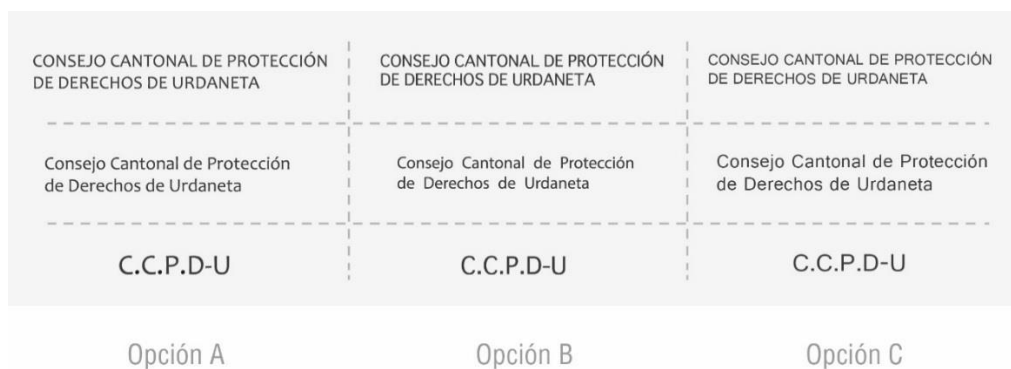 CONSEJO CANTONAL DE PROTECCIÓN
DE DERECHOS DE URDANETA
CONSEJO CANTONAL DE PROTECCIÓN
DE DERECHOS DE URDANETA
CONSEJO CANTONAL DE PROTECCIÓN
DE DERECHOS DE URDANETA
Consejo Cantonal de Protección
de Derechos de Urdaneta
Consejo Cantonal de Protección
de Derechos de Urdaneta
Consejo Cantonal de Protección
de Derechos de Urdaneta
C.C.P.D-U
C.C.P.D-U
C.C.P.D-U
Opción A
Opción B
Opción C